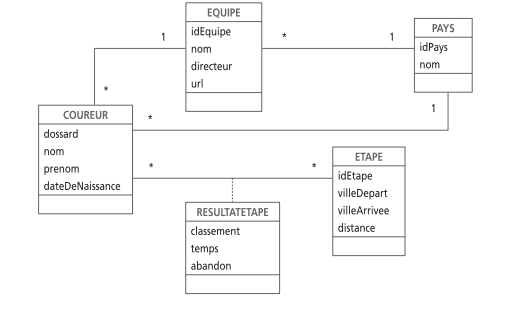 EQUIPE
idEquipe
nom
directeur
url
1
*
*
1
PAYS
idPays
nom
1
COUREUR
dossard
nom
prenom
dateDeNaissance
*
*
*
ETAPE
idEtape
villeDepart
villeArrivee
distance
RESULTATETAPE
classement
temps
abandon